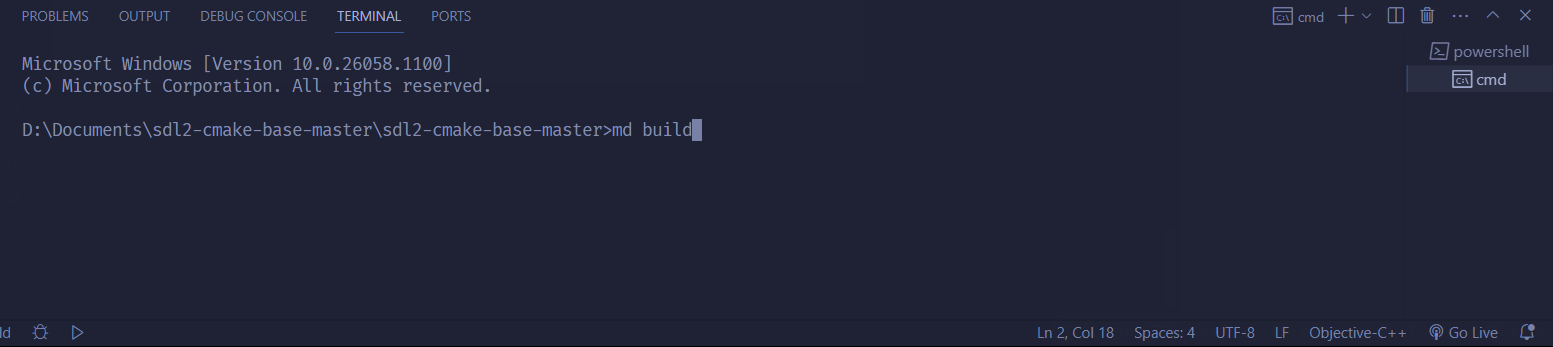 PROBLEMS OUTPUT DEBUG CONSOLE TERMINAL PORTS cmd
Microsoft Windows [Version 10.0.26058.1100]
(c) Microsoft Corporation. All rights reserved.
D:\Documents\sdl2-cmake-base-master\sdl2-cmake-base-master>md build
powershell
cmd
ld Ln 2, Col 18 Spaces: 4 UTF-8 LF Objective-C++ Go Live